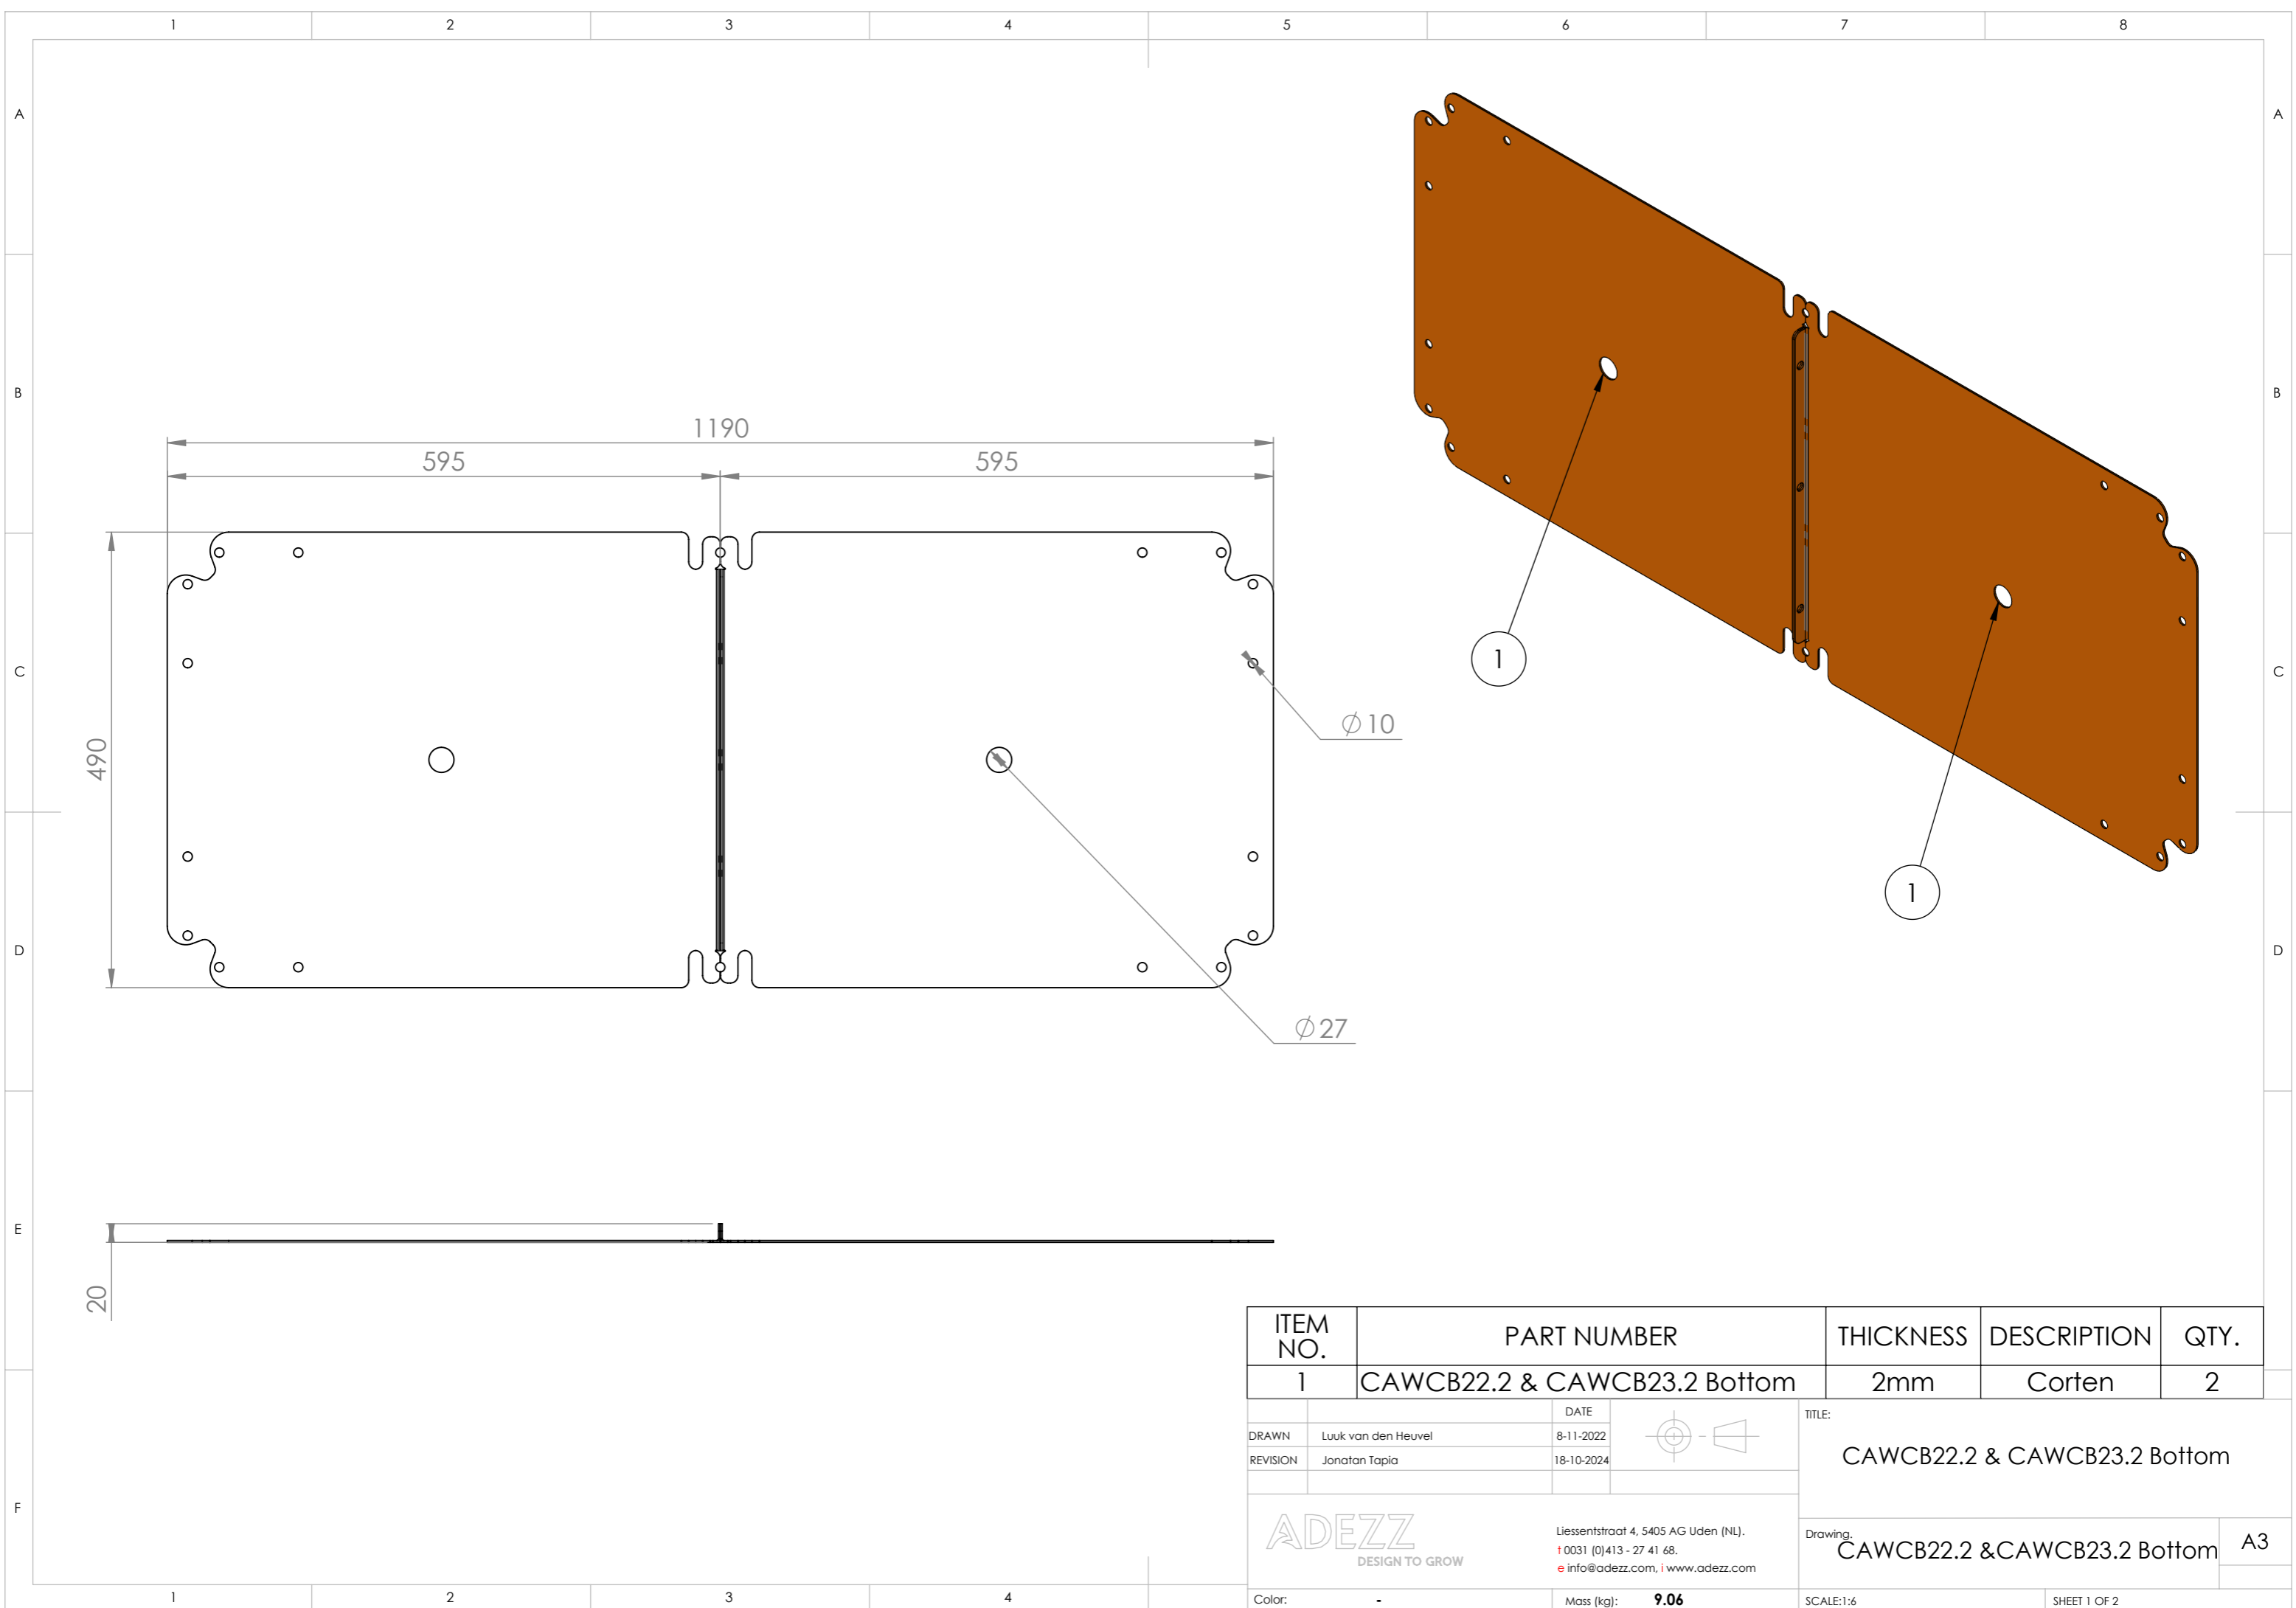 1 2 3 4 5 6 7 8
A A
B B
C C
D D
E
F
1 2 3 4
1190
595 595
490
Ø10
Ø27
20
1
1
ITEM NO. PART NUMBER THICKNESS DESCRIPTION QTY.
1 CAWCB22.2 & CAWCB23.2 Bottom 2mm Corten 2
DATE
DRAWN Luuk van den Heuvel 8-11-2022
REVISION Jonatan Tapia 18-10-2024
TITLE:
CAWCB22.2 & CAWCB23.2 Bottom
ADEZZ
DESIGN TO GROW
Liessentstraat 4, 5405 AG Uden (NL).
t 0031 (0)413 - 27 41 68.
e info@adezz.com, i www.adezz.com
Drawing.
CAWCB22.2 &CAWCB23.2 Bottom
A3
Color: - Mass (kg): 9.06 SCALE:1:6 SHEET 1 OF 2